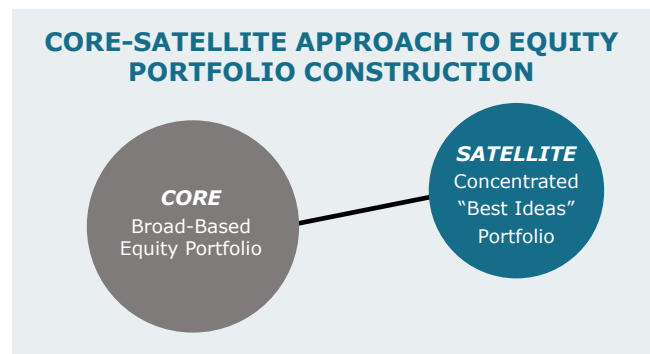 CORE-SATELLITE APPROACH TO EQUITY
PORTFOLIO CONSTRUCTION
CORE
Broad-Based
Equity Portfolio
SATELLITE
Concentrated
“Best Ideas”
Portfolio